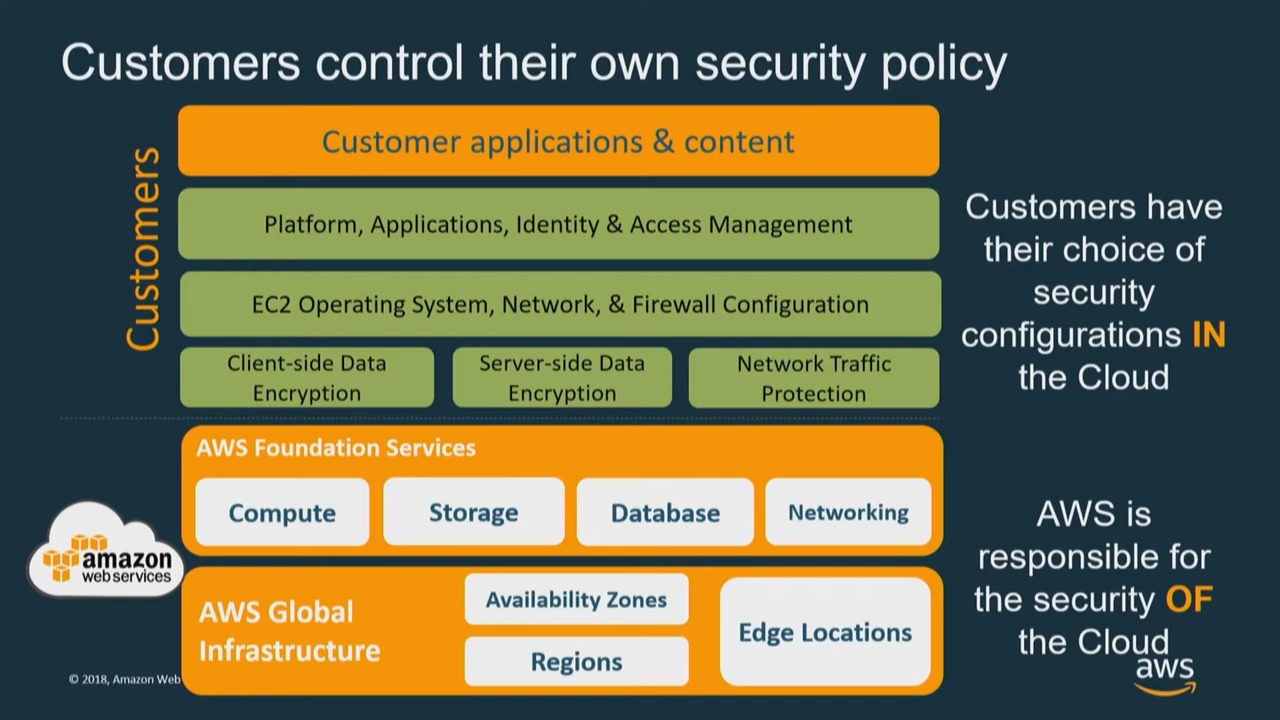 Customers control their own security policy
Customers
Customer applications & content
Platform, Applications, Identity & Access Management
EC2 Operating System, Network, & Firewall Configuration
Client-side Data
Encryption
Server-side Data
Encryption
Network Traffic
Protection
Customers have
their choice of
security
configurations IN
the Cloud
AWS Foundation Services
Compute
Storage
Database
Networking
amazon
web services
AWS Global
Infrastructure
Availability Zones
Regions
Edge Locations
AWS is
responsible for
the security OF
the Cloud
© 2018, Amazon Web
aws